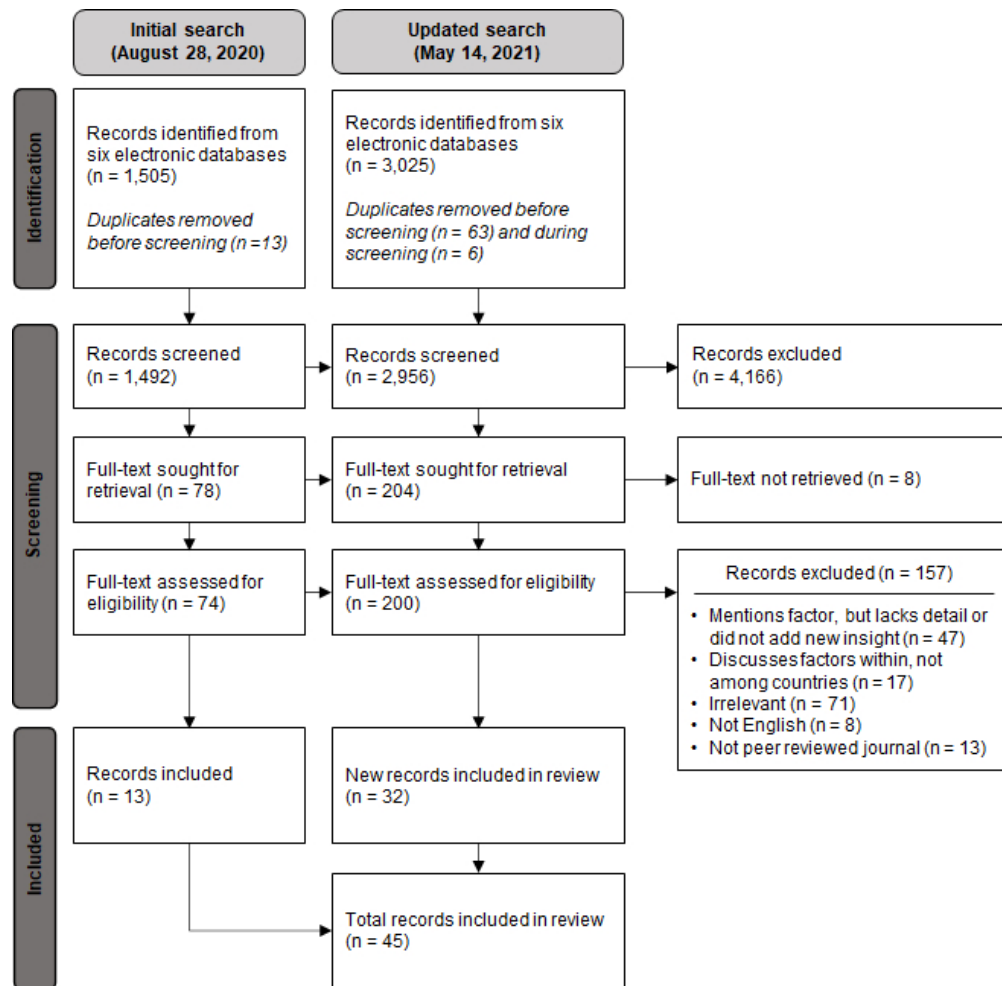 Initial search
(August 28, 2020)
Updated search
(May 14, 2021)
Identification
Records identified from
six electronic databases
(n = 1,505)
Duplicates removed
before screening (n =13)
Records identified from six
electronic databases
(n = 3,025)
Duplicates removed before
screening (n = 63) and during
screening (n = 6)
Screening
Records screened
(n = 1,492)
Records screened
(n = 2,956)
Records excluded
(n = 4,166)
Full-text sought for
retrieval (n = 78)
Full-text sought for retrieval
(n = 204)
Full-text not retrieved (n = 8)
Full-text assessed for
eligibility (n = 74)
Full-text assessed for eligibility
(n = 200)
Records excluded (n = 157)
• Mentions factor, but lacks detail or
did not add new insight (n = 47)
• Discusses factors within, not
among countries (n = 17)
• Irrelevant (n = 71)
• Not English (n = 8)
• Not peer reviewed journal (n = 13)
Included
Records included
(n = 13)
New records included in review
(n = 32)
Total records included in review
(n = 45)